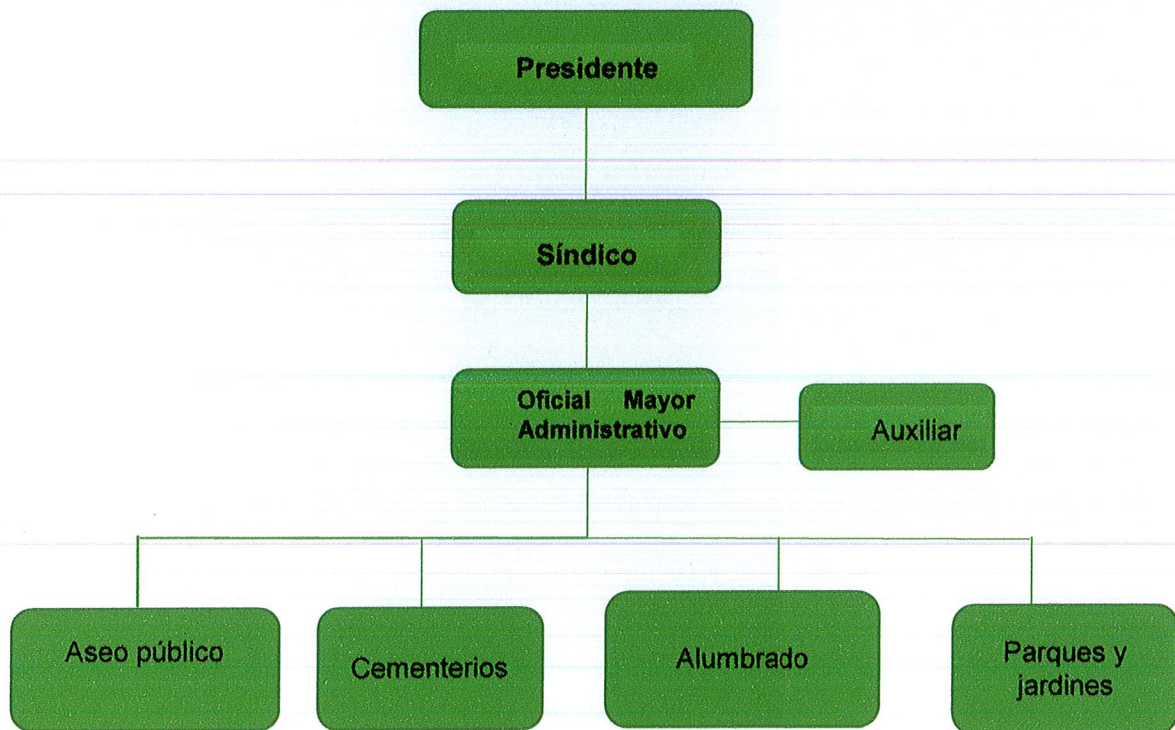 Presidente
Síndico
Oficial Mayor
Administrativo
Auxiliar
Aseo público
Cementerios
Alumbrado
Parques y
jardines